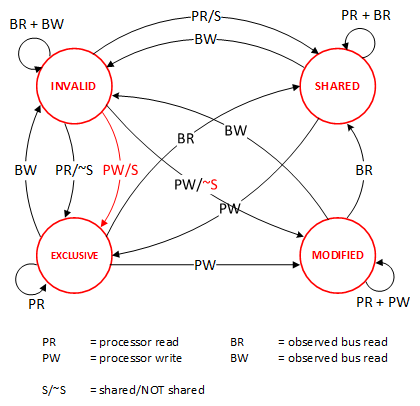 BR + BW
PR/S
PR + BR
BW
INVALID
SHARED
BR
BW
BW
PR/~S
PW/S
PW/~S
BR
PW
EXCLUSIVE
MODIFIED
PW
PR
PR + PW
PR = processor read BR = observed bus read
PW = processor write BW = observed bus read
S/~S = shared/NOT shared